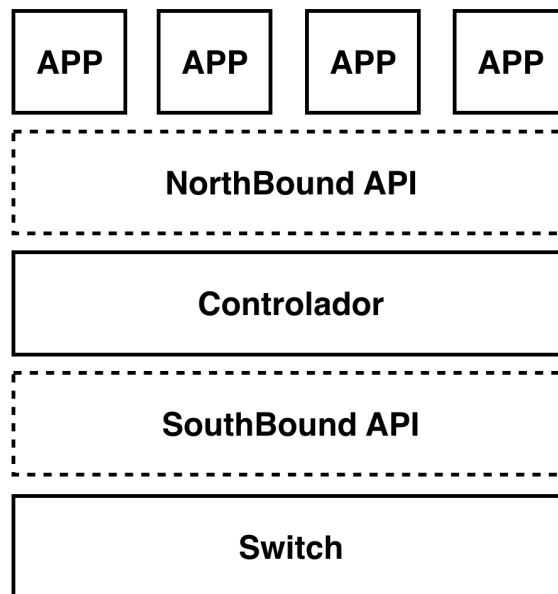 APP APP APP APP
NorthBound API
Controlador
SouthBound API
Switch